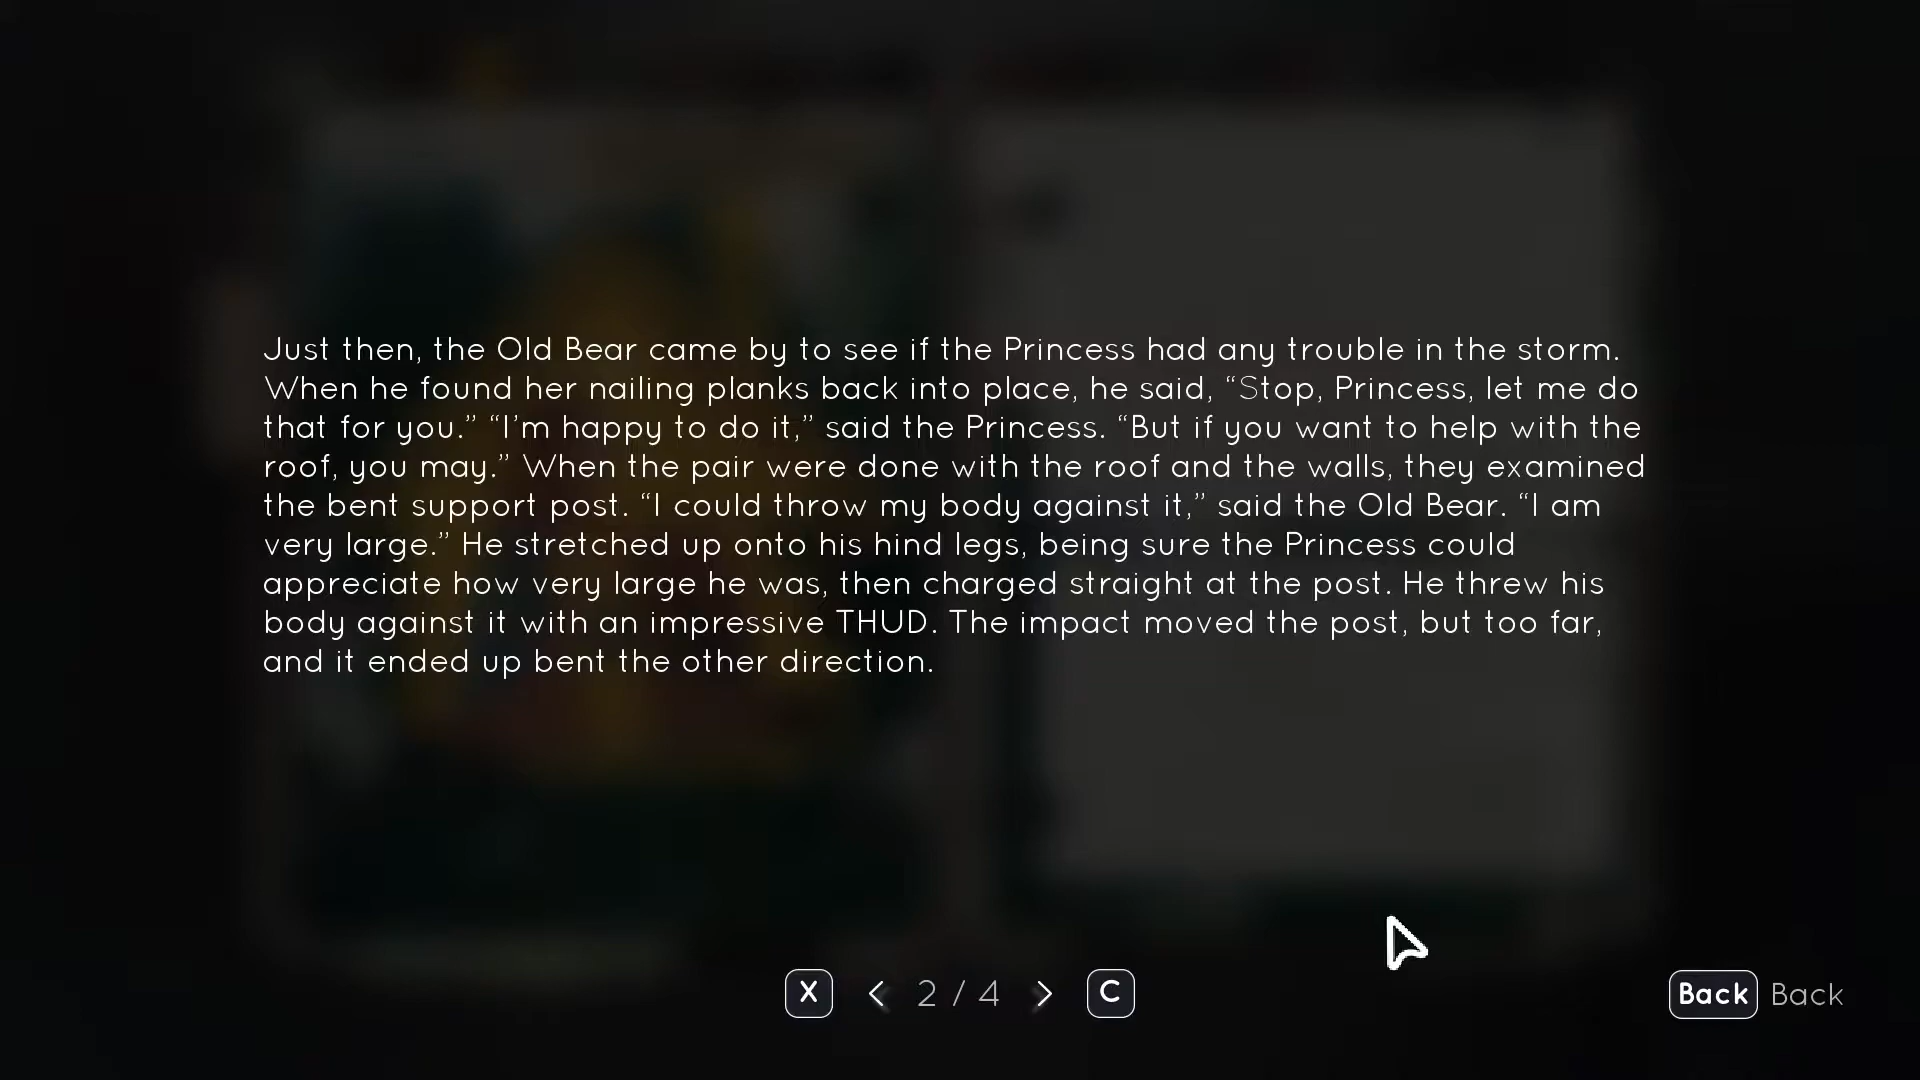 Just then, the Old Bear came by to see if the Princess had any trouble in the storm.
When he found her nailing planks back into place, he said, “Stop, Princess, let me do
that for you.” “I’m happy to do it,” said the Princess. “But if you want to help with the
roof, you may.” When the pair were done with the roof and the walls, they examined
the bent support post. “I could throw my body against it,” said the Old Bear. “I am
very large.” He stretched up onto his hind legs, being sure the Princess could
appreciate how very large he was, then charged straight at the post. He threw his
body against it with an impressive THUD. The impact moved the post, but too far,
and it ended up bent the other direction.
X < 2 / 4 > C
Back Back